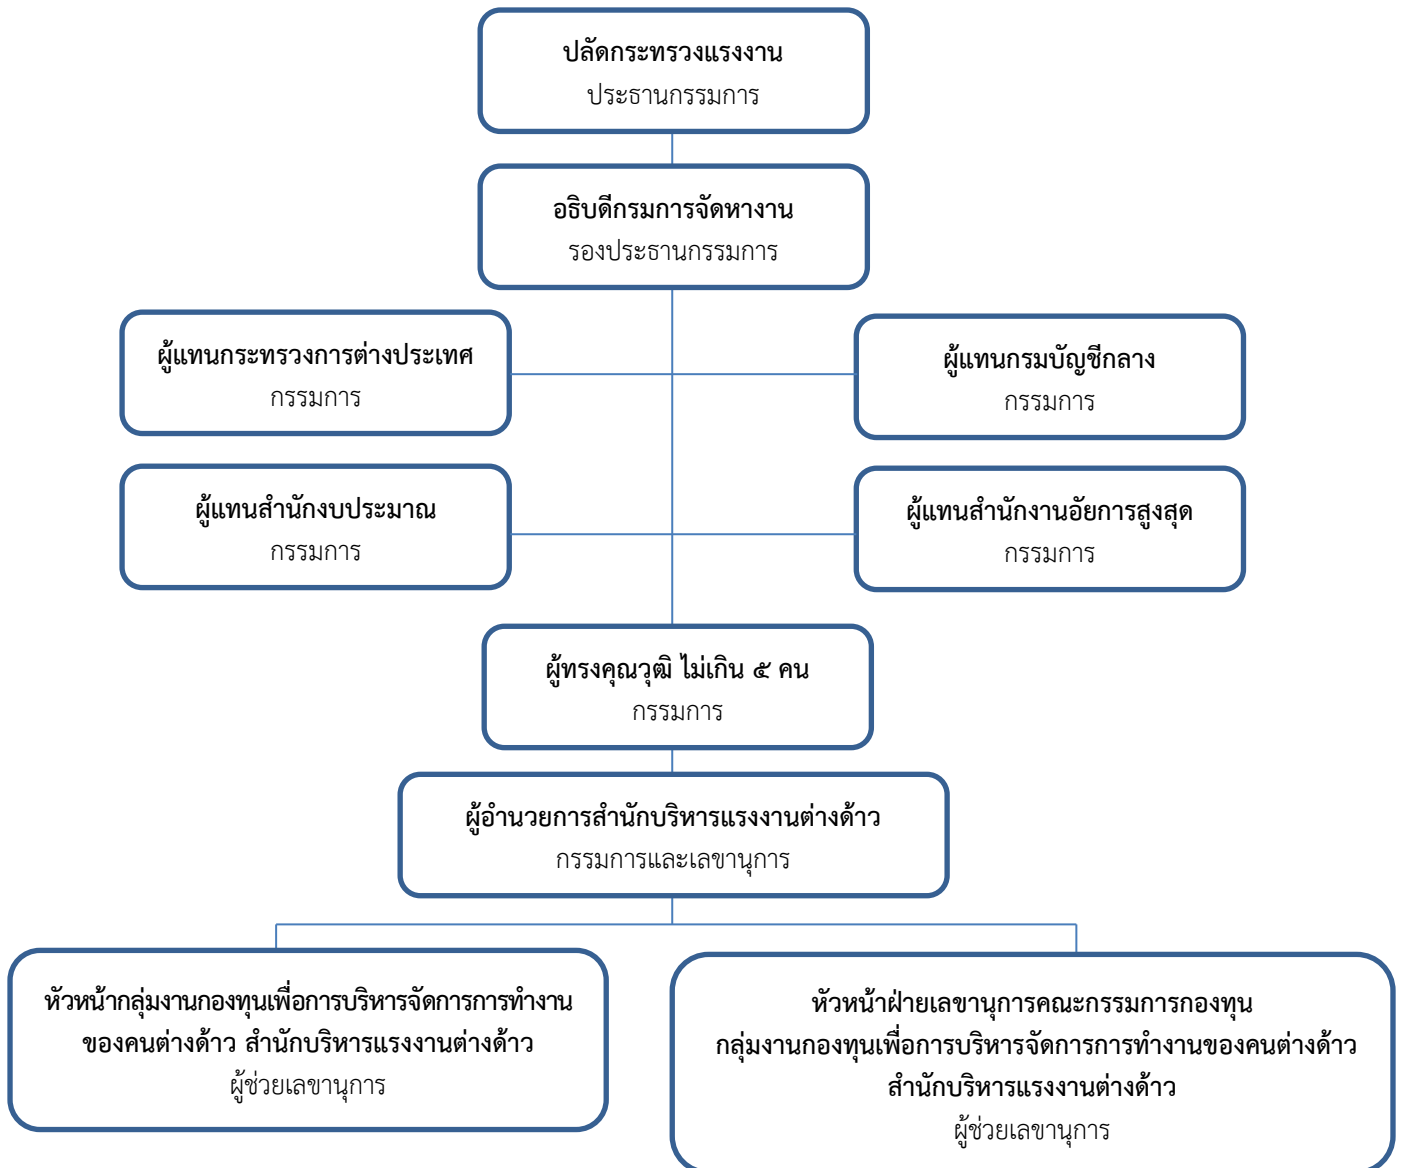 ปลัดกระทรวงแรงงาน
ประธานกรรมการ
อธิบดีกรมการจัดหางาน
รองประธานกรรมการ
ผู้แทนกระทรวงการต่างประเทศ
กรรมการ
ผู้แทนกรมบัญชีกลาง
กรรมการ
ผู้แทนสำนักงบประมาณ
กรรมการ
ผู้แทนสำนักงานอัยการสูงสุด
กรรมการ
ผู้ทรงคุณวุฒิ ไม่เกิน ๕ คน
กรรมการ
ผู้อำนวยการสำนักบริหารแรงงานต่างด้าว
กรรมการและเลขานุการ
หัวหน้ากลุ่มงานกองทุนเพื่อการบริหารจัดการการทำงาน
ของคนต่างด้าว สำนักบริหารแรงงานต่างด้าว
ผู้ช่วยเลขานุการ
หัวหน้าฝ่ายเลขานุการคณะกรรมการกองทุน
กลุ่มงานกองทุนเพื่อการบริหารจัดการการทำงานของคนต่างด้าว
สำนักบริหารแรงงานต่างด้าว
ผู้ช่วยเลขานุการ